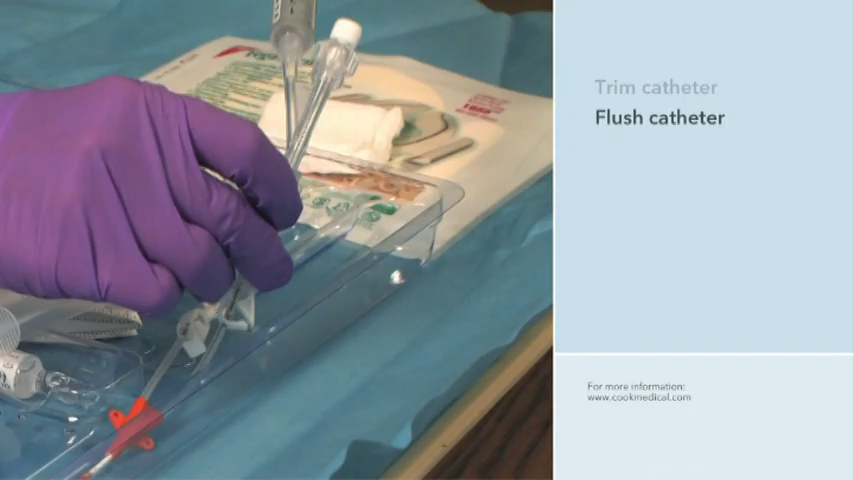 Trim catheter
Flush catheter
For more information:
www.cookmedical.com